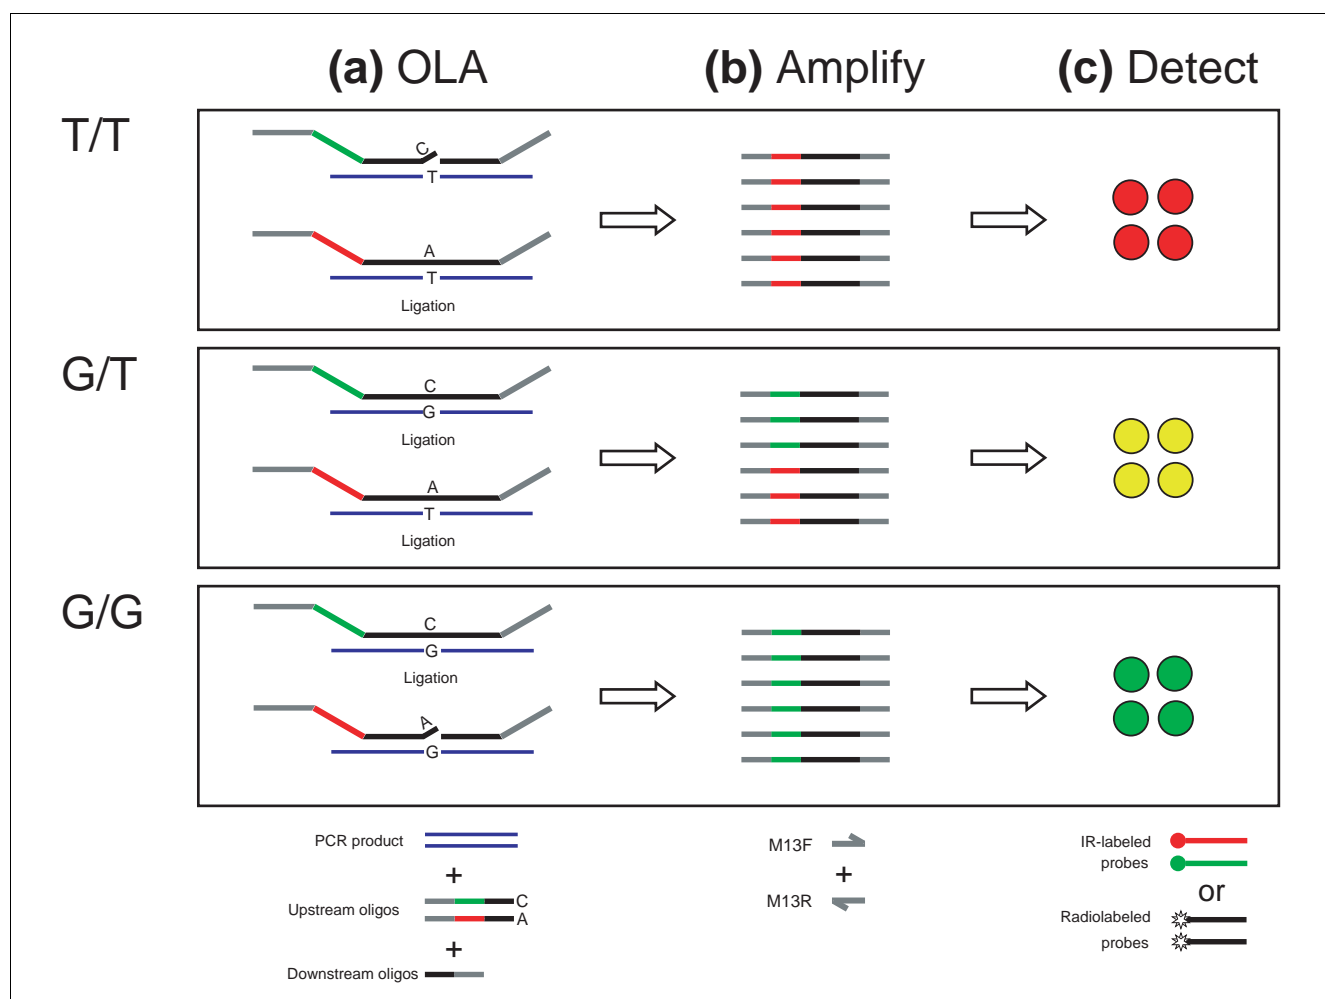 (a) OLA
(b) Amplify
(c) Detect
T/T
C
T
A
T
Ligation
G/T
C
G
Ligation
A
T
Ligation
G/G
C
G
Ligation
A
G
PCR product
+
Upstream oligos
C
A
+
Downstream oligos
M13F
+
M13R
IR-labeled
probes
or
Radiolabeled
probes